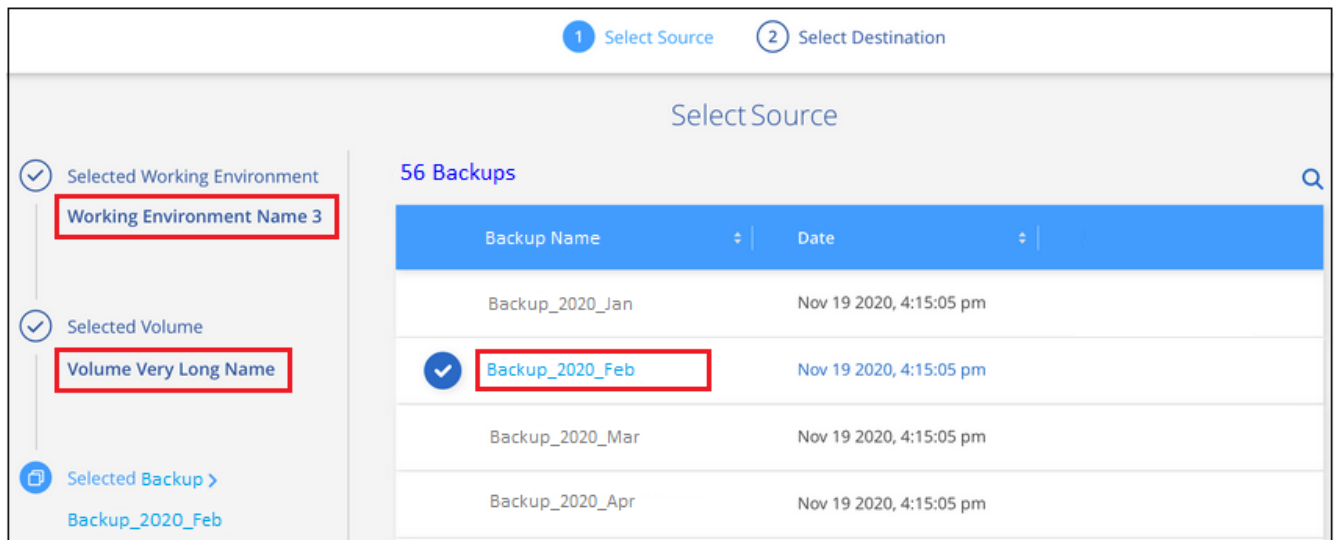 1 Select Source 2 Select Destination
Select Source
Selected Working Environment
Working Environment Name 3
Selected Volume
Volume Very Long Name
Selected Backup >
Backup_2020_Feb
56 Backups
Backup Name Date
Backup_2020_Jan Nov 19 2020, 4:15:05 pm
Backup_2020_Feb Nov 19 2020, 4:15:05 pm
Backup_2020_Mar Nov 19 2020, 4:15:05 pm
Backup_2020_Apr Nov 19 2020, 4:15:05 pm